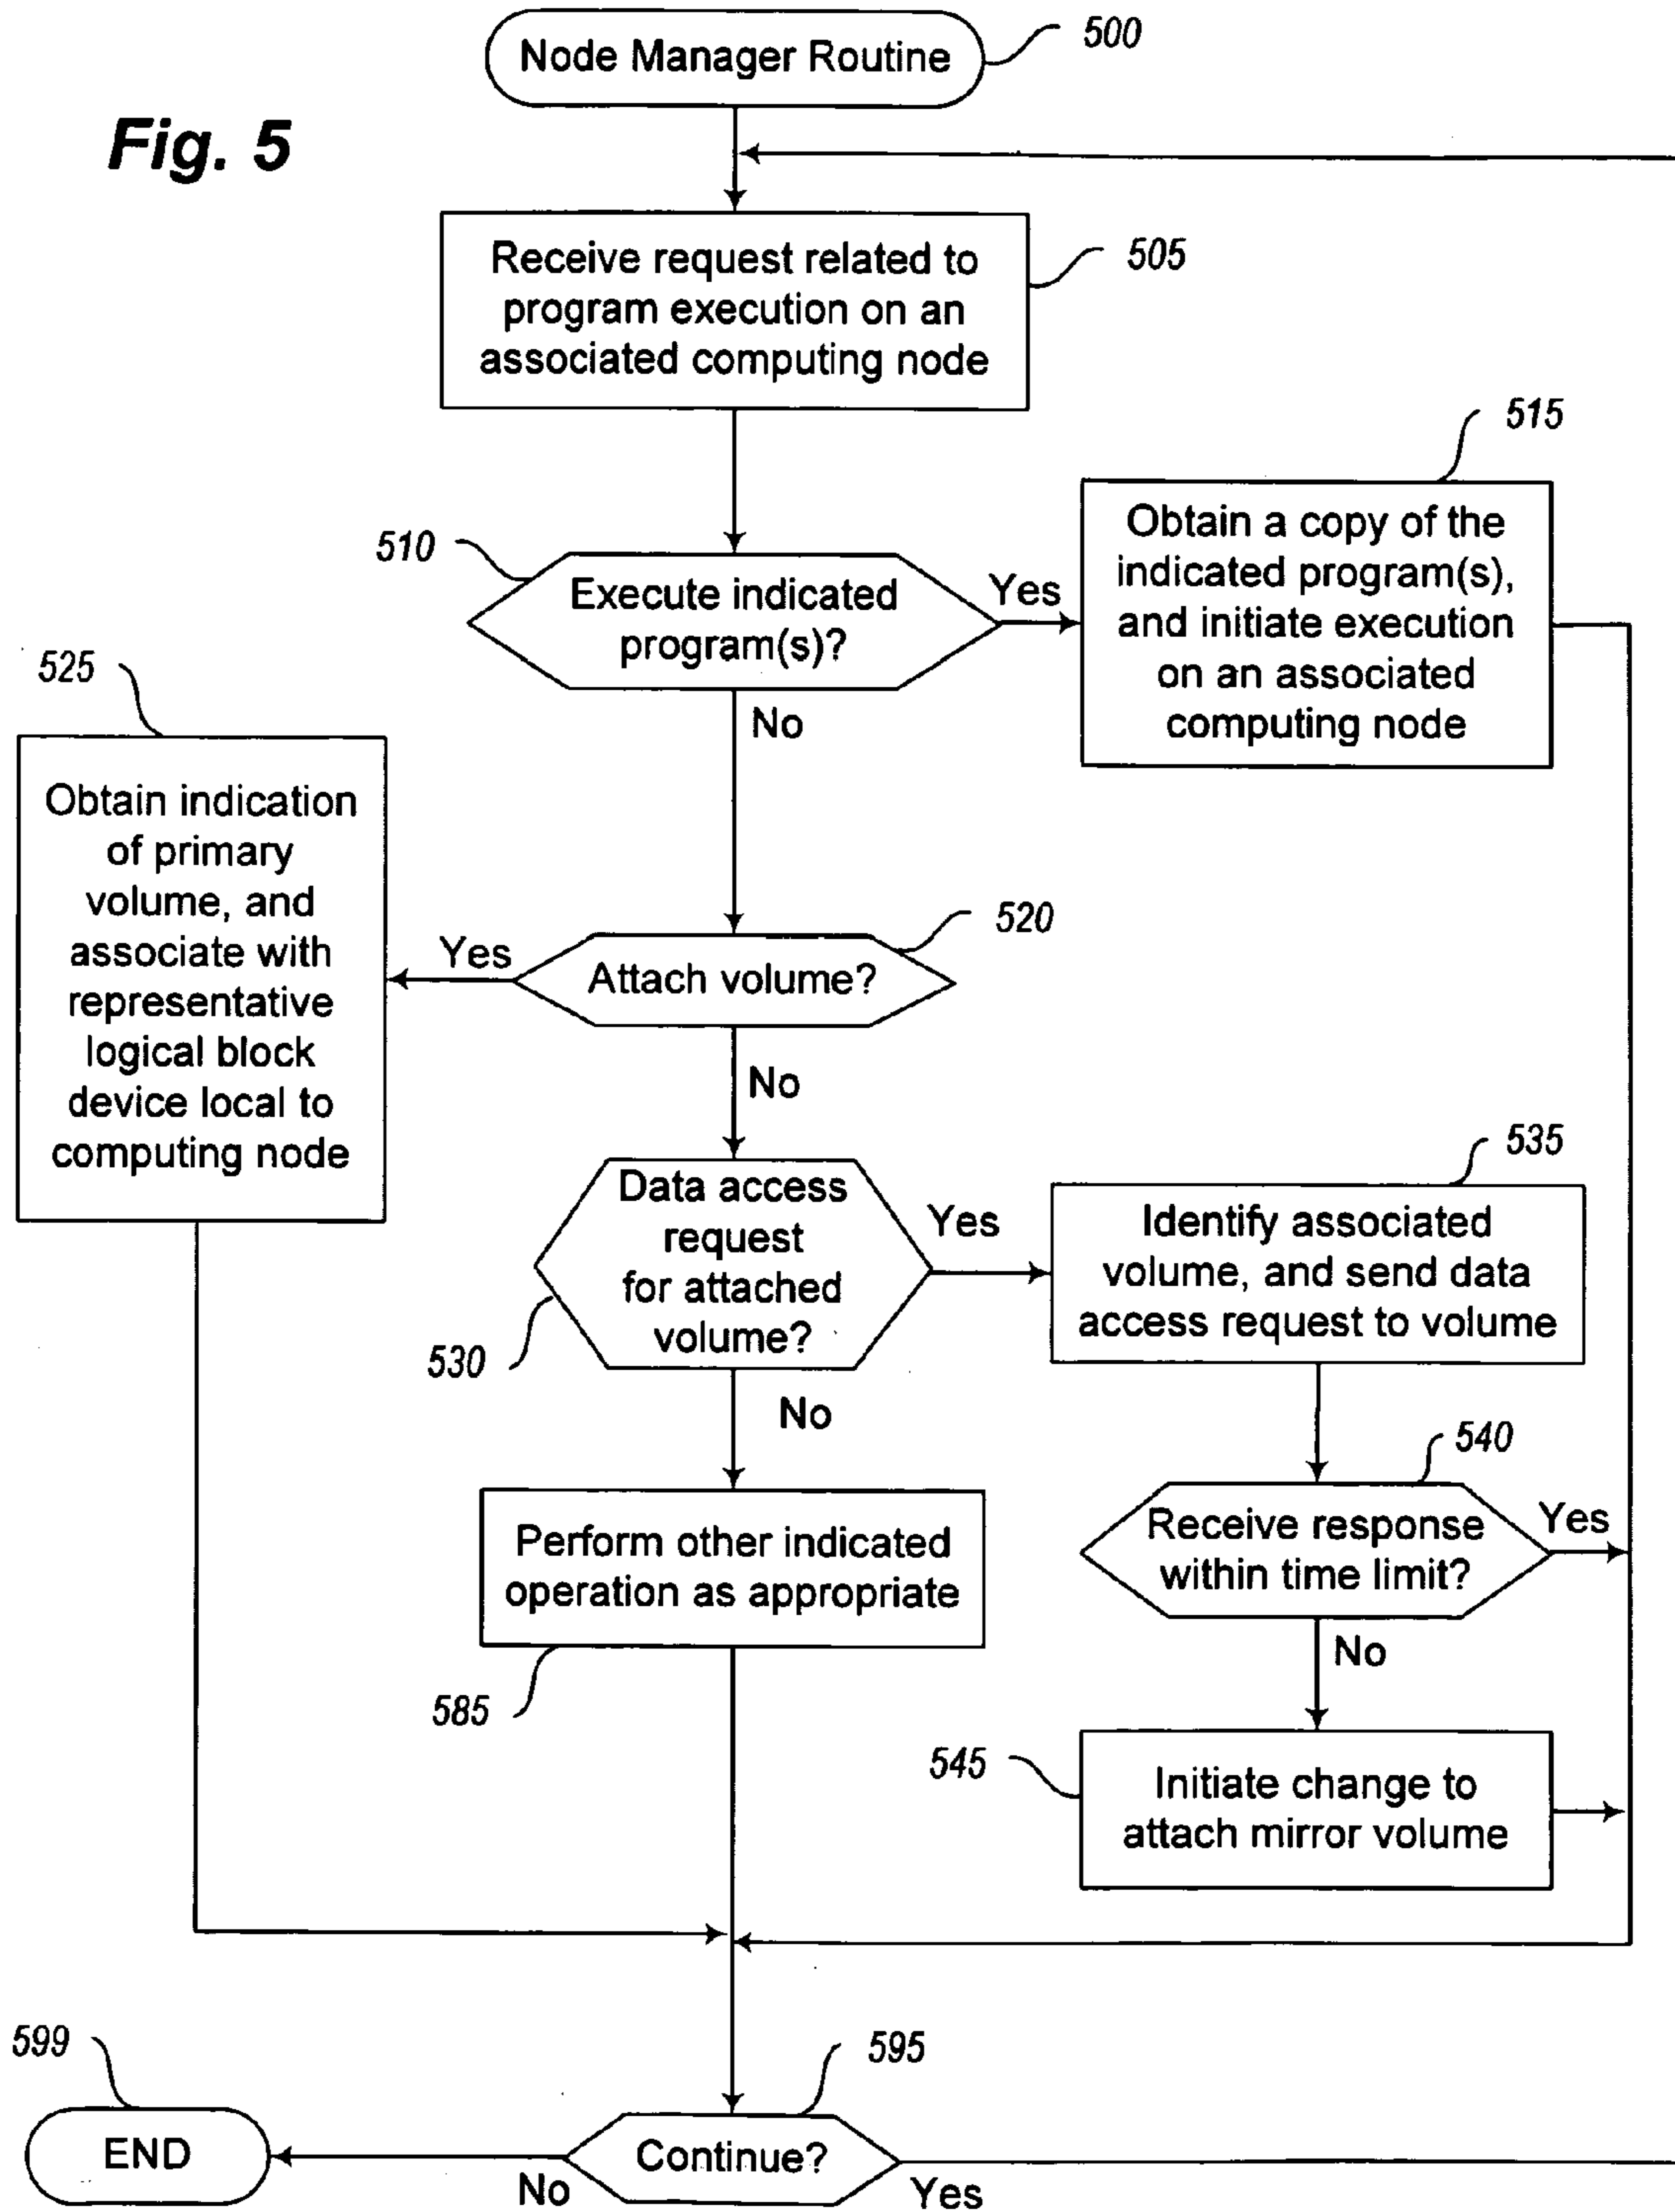 Fig. 5
Node Manager Routine
500
Receive request related to
program execution on an
associated computing node
505
510
Execute indicated
program(s)?
Yes
No
515
Obtain a copy of the
indicated program(s),
and initiate execution
on an associated
computing node
520
Attach volume?
Yes
No
525
Obtain indication
of primary
volume, and
associate with
representative
logical block
device local to
computing node
530
Data access
request
for attached
volume?
Yes
No
535
Identify associated
volume, and send data
access request to volume
540
Receive response
within time limit?
Yes
No
545
Initiate change to
attach mirror volume
Perform other indicated
operation as appropriate
585
595
Continue?
No
Yes
599
END